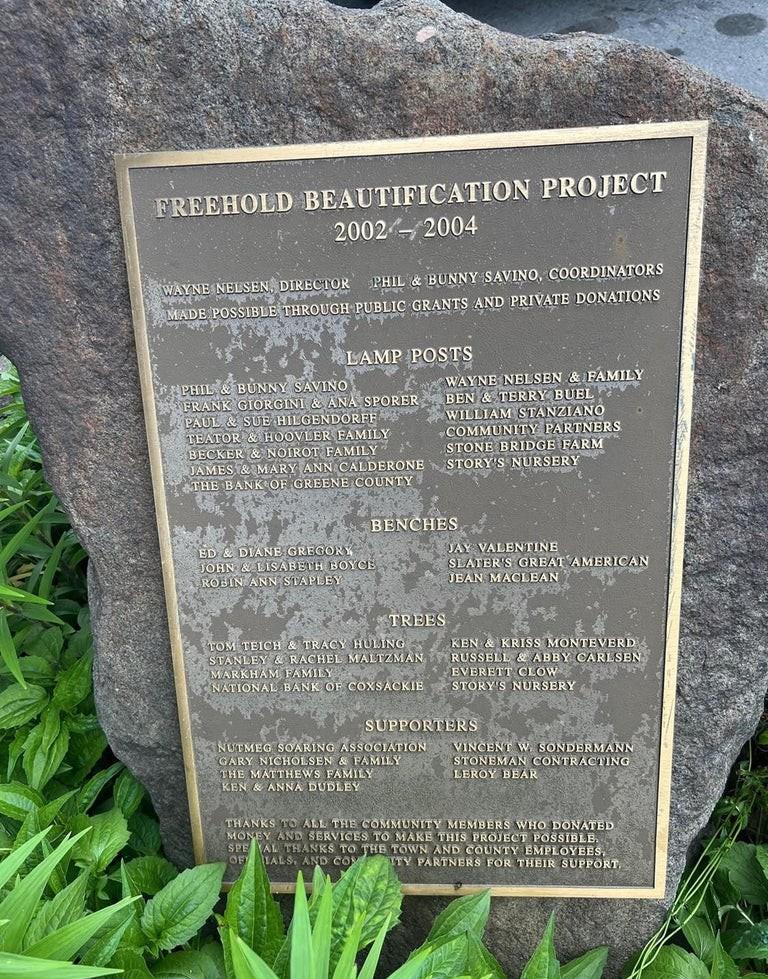 FREEHOLD BEAUTIFICATION PROJECT
2002 – 2004
WAYNE NELSEN, DIRECTOR PHIL & BUNNY SAVINO, COORDINATORS
MADE POSSIBLE THROUGH PUBLIC GRANTS AND PRIVATE DONATIONS
LAMP POSTS
PHIL & BUNNY SAVINO
FRANK GIORGINI & ANA SPORER
PAUL & SUE HILGENDORFF
TEATOR & HOOVLER FAMILY
BECKER & NOIROT FAMILY
JAMES & MARY ANN CALDERONE
THE BANK OF GREENE COUNTY
WAYNE NELSEN & FAMILY
BEN & TERRY BUEL
WILLIAM STANZIANO
COMMUNITY PARTNERS
STONE BRIDGE FARM
STORY'S NURSERY
BENCHES
ED & DIANE GREGORY
JOHN & LISABETH BOYCE
ROBIN ANN STAPLEY
JAY VALENTINE
SLATER'S GREAT AMERICAN
JEAN MACLEAN
TREES
TOM TEICH & TRACY HULING
STANLEY & RACHEL MALTZMAN
MARKHAM FAMILY
NATIONAL BANK OF COXSACKIE
KEN & KRISS MONTEVERD
RUSSELL & ABBY CARLSEN
EVERETT CLOW
STORY'S NURSERY
SUPPORTERS
NUTMEG SOARING ASSOCIATION
GARY NICHOLSEN & FAMILY
THE MATTHEWS FAMILY
KEN & ANNA DUDLEY
VINCENT W. SONDERMANN
STONEMAN CONTRACTING
LEROY BEAR
THANKS TO ALL THE COMMUNITY MEMBERS WHO DONATED
MONEY AND SERVICES TO MAKE THIS PROJECT POSSIBLE.
SPECIAL THANKS TO THE TOWN AND COUNTY EMPLOYEES,
OFFICIALS, AND COMMUNITY PARTNERS FOR THEIR SUPPORT.